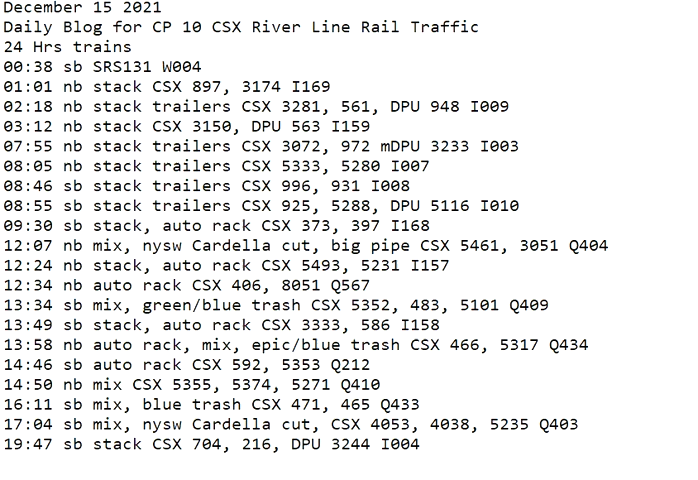 December 15 2021
Daily Blog for CP 10 CSX River Line Rail Traffic
24 Hrs trains
00:38 sb SRS131 W004
01:01 nb stack CSX 897, 3174 I169
02:18 nb stack trailers CSX 3281, 561, DPU 948 I009
03:12 nb stack CSX 3150, DPU 563 I159
07:55 nb stack trailers CSX 3072, 972 mDPU 3233 I003
08:05 nb stack trailers CSX 5333, 5280 I007
08:46 sb stack trailers CSX 996, 931 I008
08:55 sb stack trailers CSX 925, 5288, DPU 5116 I010
09:30 sb stack, auto rack CSX 373, 397 I168
12:07 nb mix, nysw Cardella cut, big pipe CSX 5461, 3051 Q404
12:24 nb stack, auto rack CSX 5493, 5231 I157
12:34 nb auto rack CSX 406, 8051 Q567
13:34 sb mix, green/blue trash CSX 5352, 483, 5101 Q409
13:49 sb stack, auto rack CSX 3333, 586 I158
13:58 nb auto rack, mix, epic/blue trash CSX 466, 5317 Q434
14:46 sb auto rack CSX 592, 5353 Q212
14:50 nb mix CSX 5355, 5374, 5271 Q410
16:11 sb mix, blue trash CSX 471, 465 Q433
17:04 sb mix, nysw Cardella cut, CSX 4053, 4038, 5235 Q403
19:47 sb stack CSX 704, 216, DPU 3244 I004